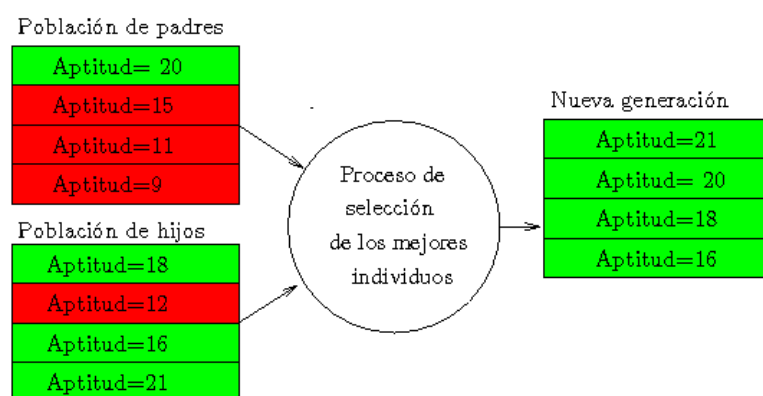 Población de padres
Aptitud= 20
Aptitud=15
Aptitud=11
Aptitud=9
Población de hijos
Aptitud=18
Aptitud=12
Aptitud=16
Aptitud=21
Proceso de
selección
de los mejores
individuos
Nueva generación
Aptitud=21
Aptitud= 20
Aptitud=18
Aptitud=16